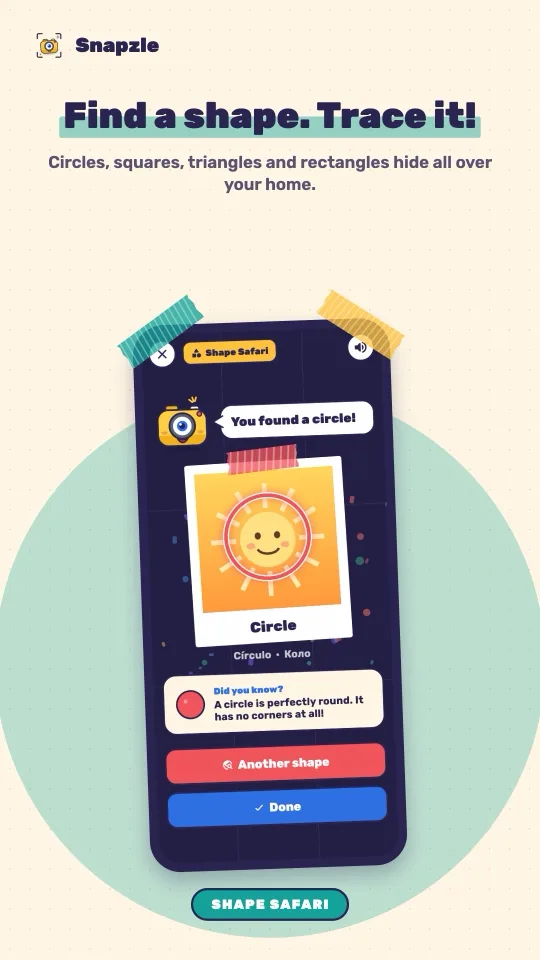 Snapzle
Find a shape. Trace it!
Circles, squares, triangles and rectangles hide all over
your home.
Shape Safari
You found a circle!
Circle
Círculo • Коло
Did you know?
A circle is perfectly round. It
has no corners at all!
Another shape
Done
SHAPE SAFARI